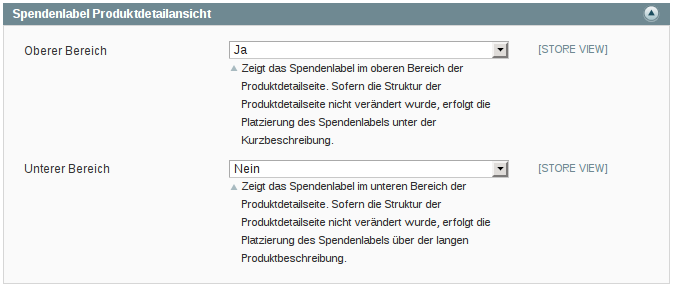 Spendenlabel Produktdetailansicht
Oberer Bereich
Ja
[STORE VIEW]
Zeigt das Spendenlabel im oberen Bereich der
Produktdetailseite. Sofern die Struktur der
Produktdetailseite nicht verändert wurde, erfolgt die
Platzierung des Spendenlabels unter der
Kurzbeschreibung.
Unterer Bereich
Nein
[STORE VIEW]
Zeigt das Spendenlabel im unteren Bereich der
Produktdetailseite. Sofern die Struktur der
Produktdetailseite nicht verändert wurde, erfolgt die
Platzierung des Spendenlabels über der langen
Produktbeschreibung.